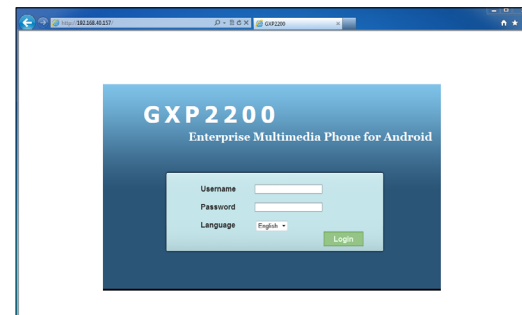 http://192.168.40.157/
GXP2200
GXP2200
Enterprise Multimedia Phone for Android
Username
Password
Language English
Login